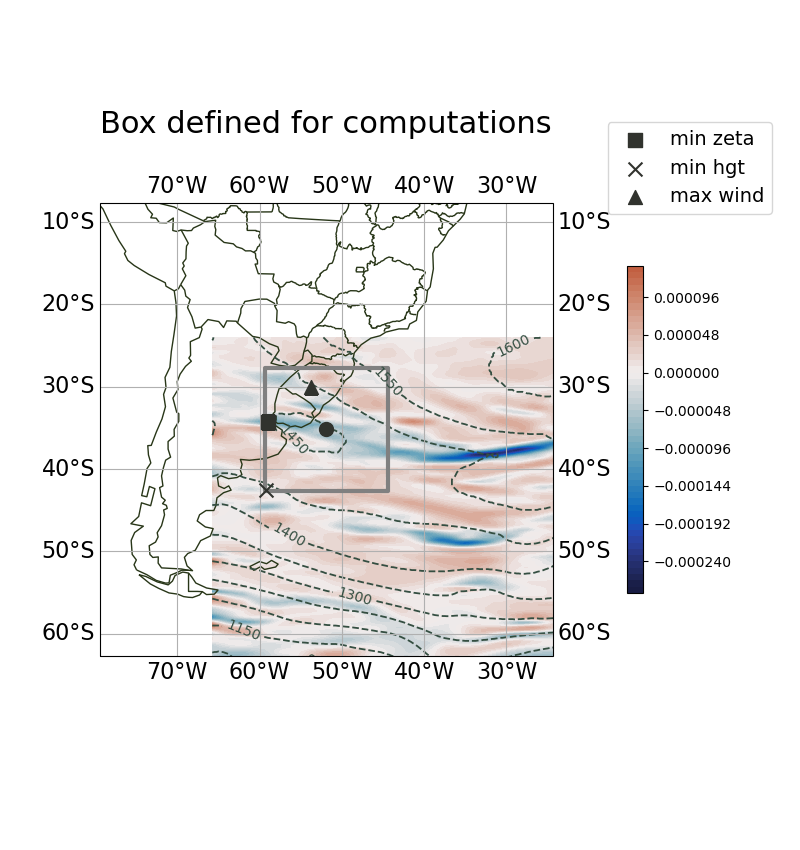 Box defined for computations
min zeta
min hgt
max wind
70°W 60°W 50°W 40°W 30°W
10°S 10°S
20°S 20°S
30°S 30°S
40°S 40°S
50°S 50°S
60°S 60°S
70°W 60°W 50°W 40°W 30°W
1600
1550
450
1400
1300
1150
0.000096
0.000048
0.000000
−0.000048
−0.000096
−0.000144
−0.000192
−0.000240